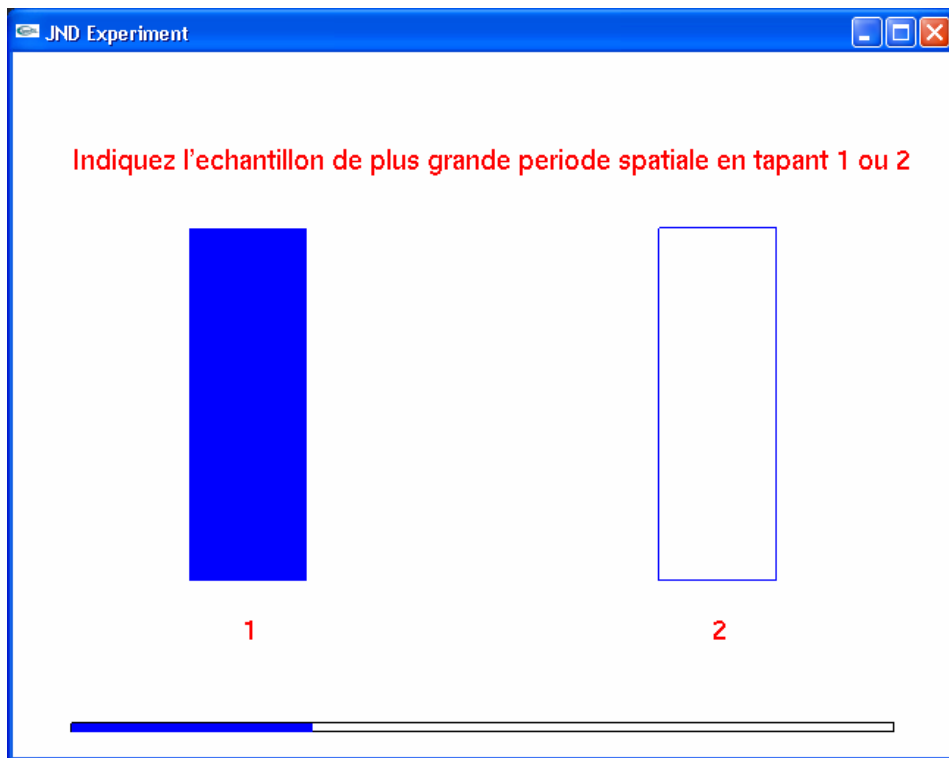 JND Experiment
Indiquez l'echantillon de plus grande periode spatiale en tapant 1 ou 2
1
2